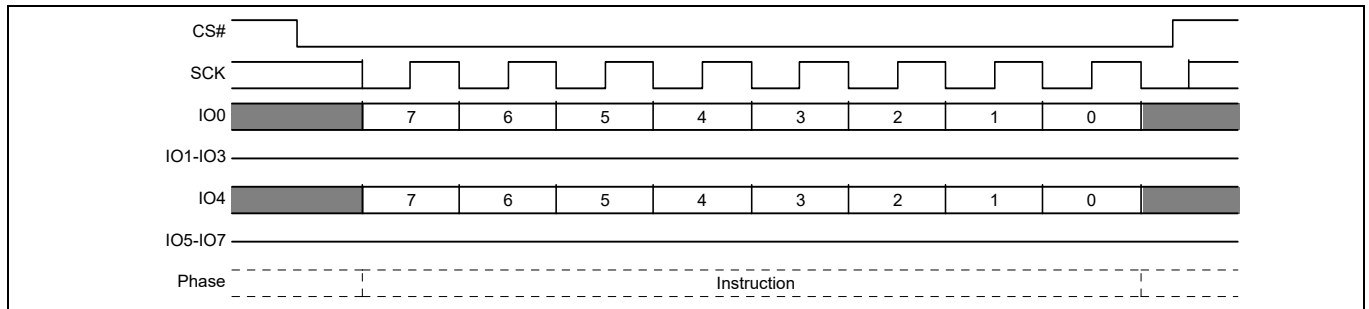 CS#
SCK
IO0 7 6 5 4 3 2 1 0
IO1-IO3
IO4 7 6 5 4 3 2 1 0
IO5-IO7
Phase Instruction